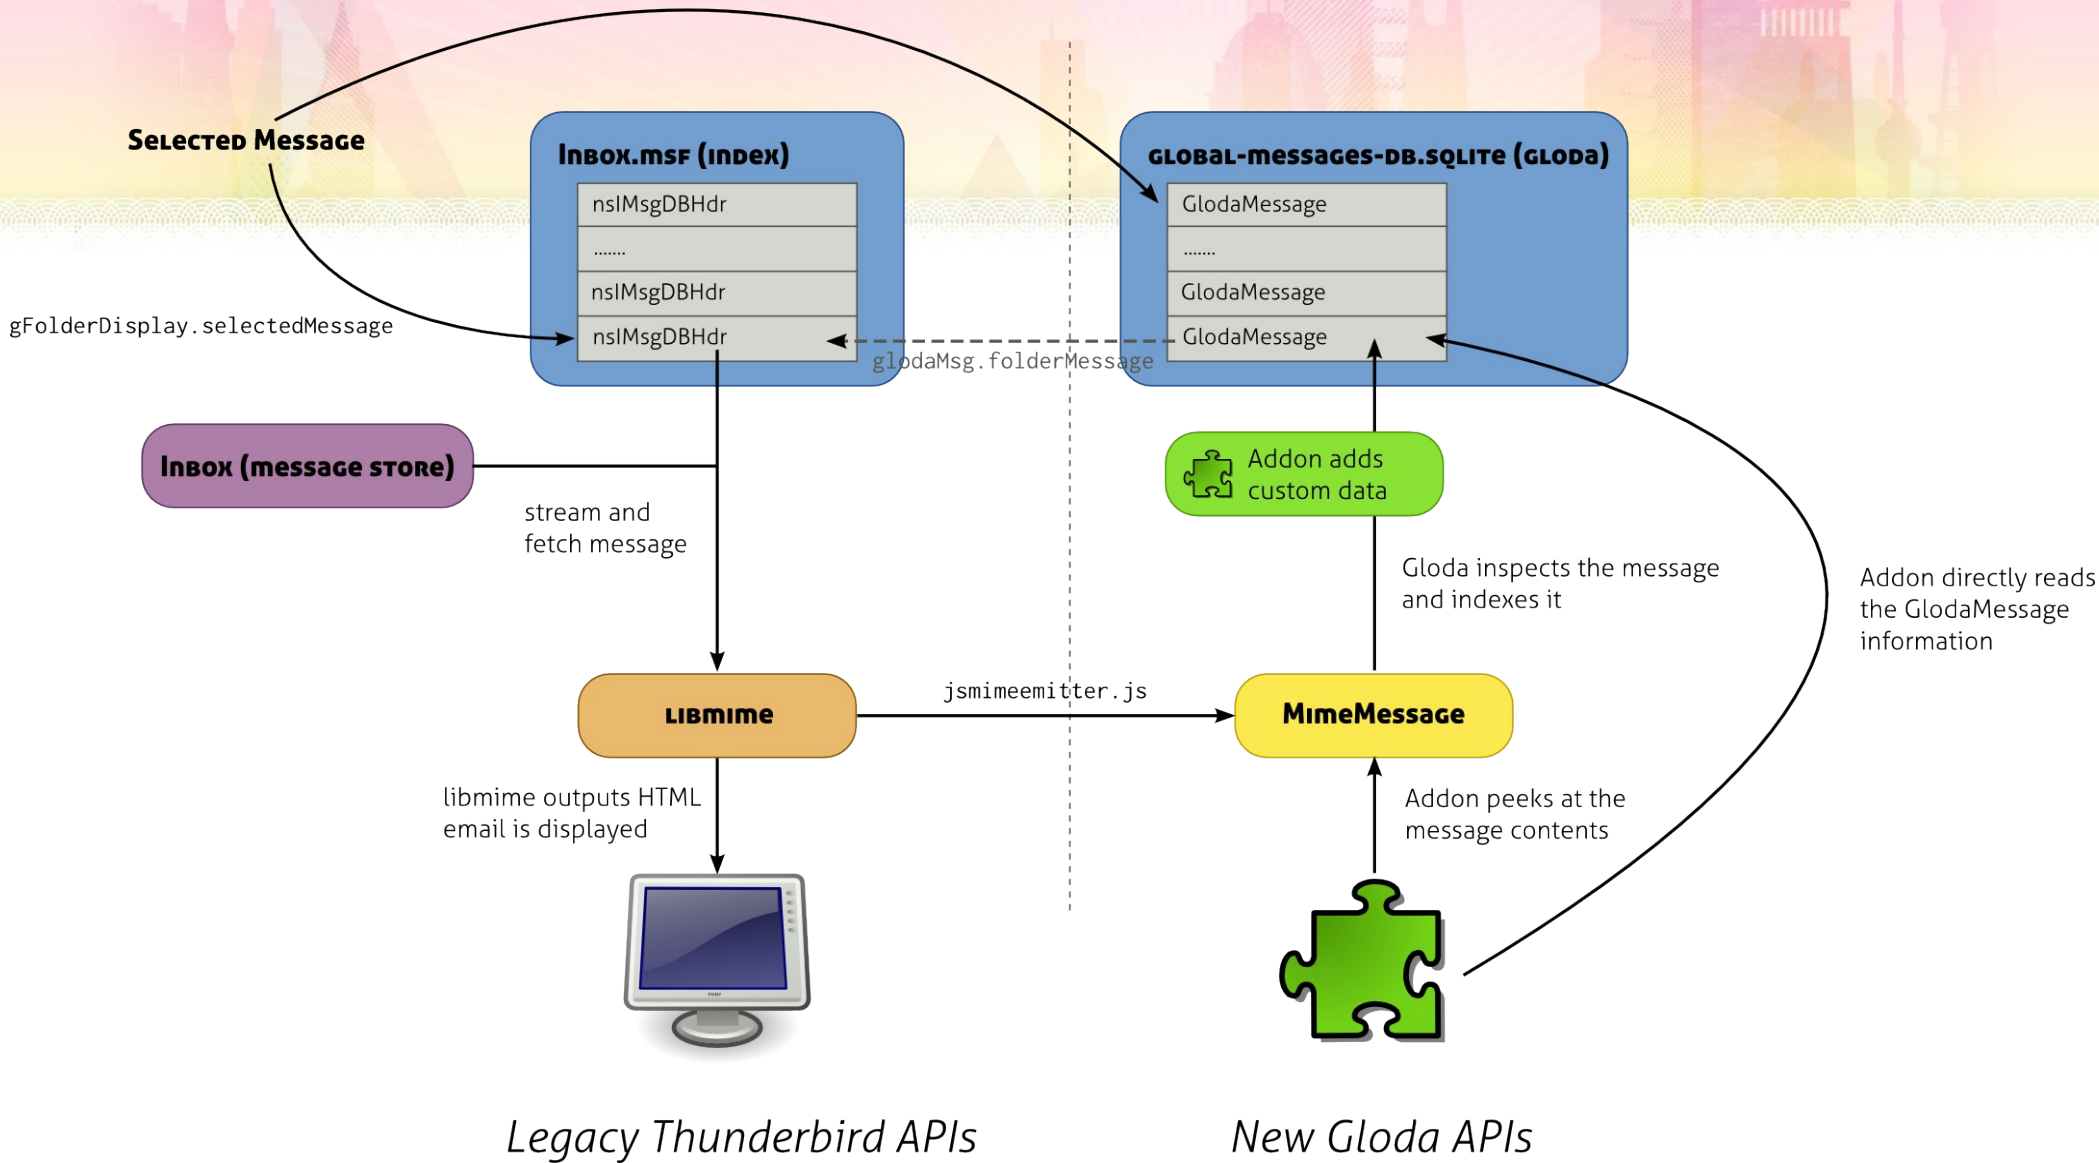 Selected Message
Inbox.msf (index)
nsIMsgDBHdr
.......
nsIMsgDBHdr
nsIMsgDBHdr
global-messages-db.sqlite (gloda)
GlodaMessage
.......
GlodaMessage
GlodaMessage
gFolderDisplay.selectedMessage
glodaMsg.folderMessage
Inbox (message store)
stream and
fetch message
Addon adds
custom data
Gloda inspects the message
and indexes it
Addon directly reads
the GlodaMessage
information
libmime
jsmimeemitter.js
MimeMessage
libmime outputs HTML
email is displayed
Addon peeks at the
message contents
Legacy Thunderbird APIs
New Gloda APIs